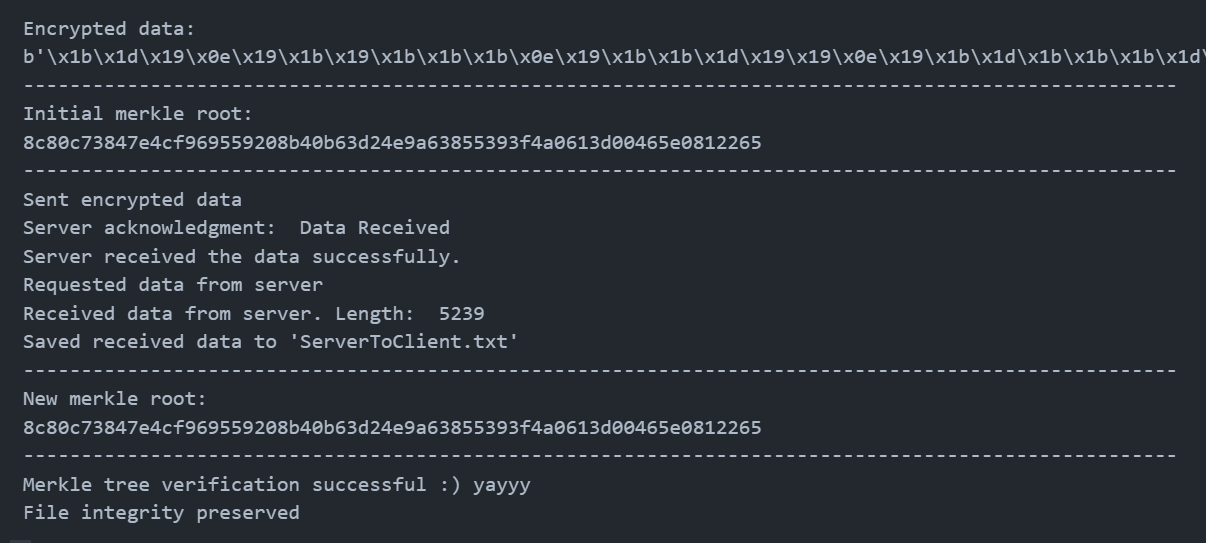 Encrypted data:
b'\x1b\x1d\x19\x0e\x19\x1b\x19\x1b\x1b\x1b\x0e\x19\x1b\x1b\x1d\x19\x19\x0e\x19\x1b\x1d\x1b\x1b\x1b\x1d\
---------------------------------------------------------------------------------------------------
Initial merkle root:
8c80c73847e4cf969559208b40b63d24e9a63855393f4a0613d00465e0812265
---------------------------------------------------------------------------------------------------
Sent encrypted data
Server acknowledgment:  Data Received
Server received the data successfully.
Requested data from server
Received data from server. Length:  5239
Saved received data to 'ServerToClient.txt'
---------------------------------------------------------------------------------------------------
New merkle root:
8c80c73847e4cf969559208b40b63d24e9a63855393f4a0613d00465e0812265
---------------------------------------------------------------------------------------------------
Merkle tree verification successful :) yayyy
File integrity preserved